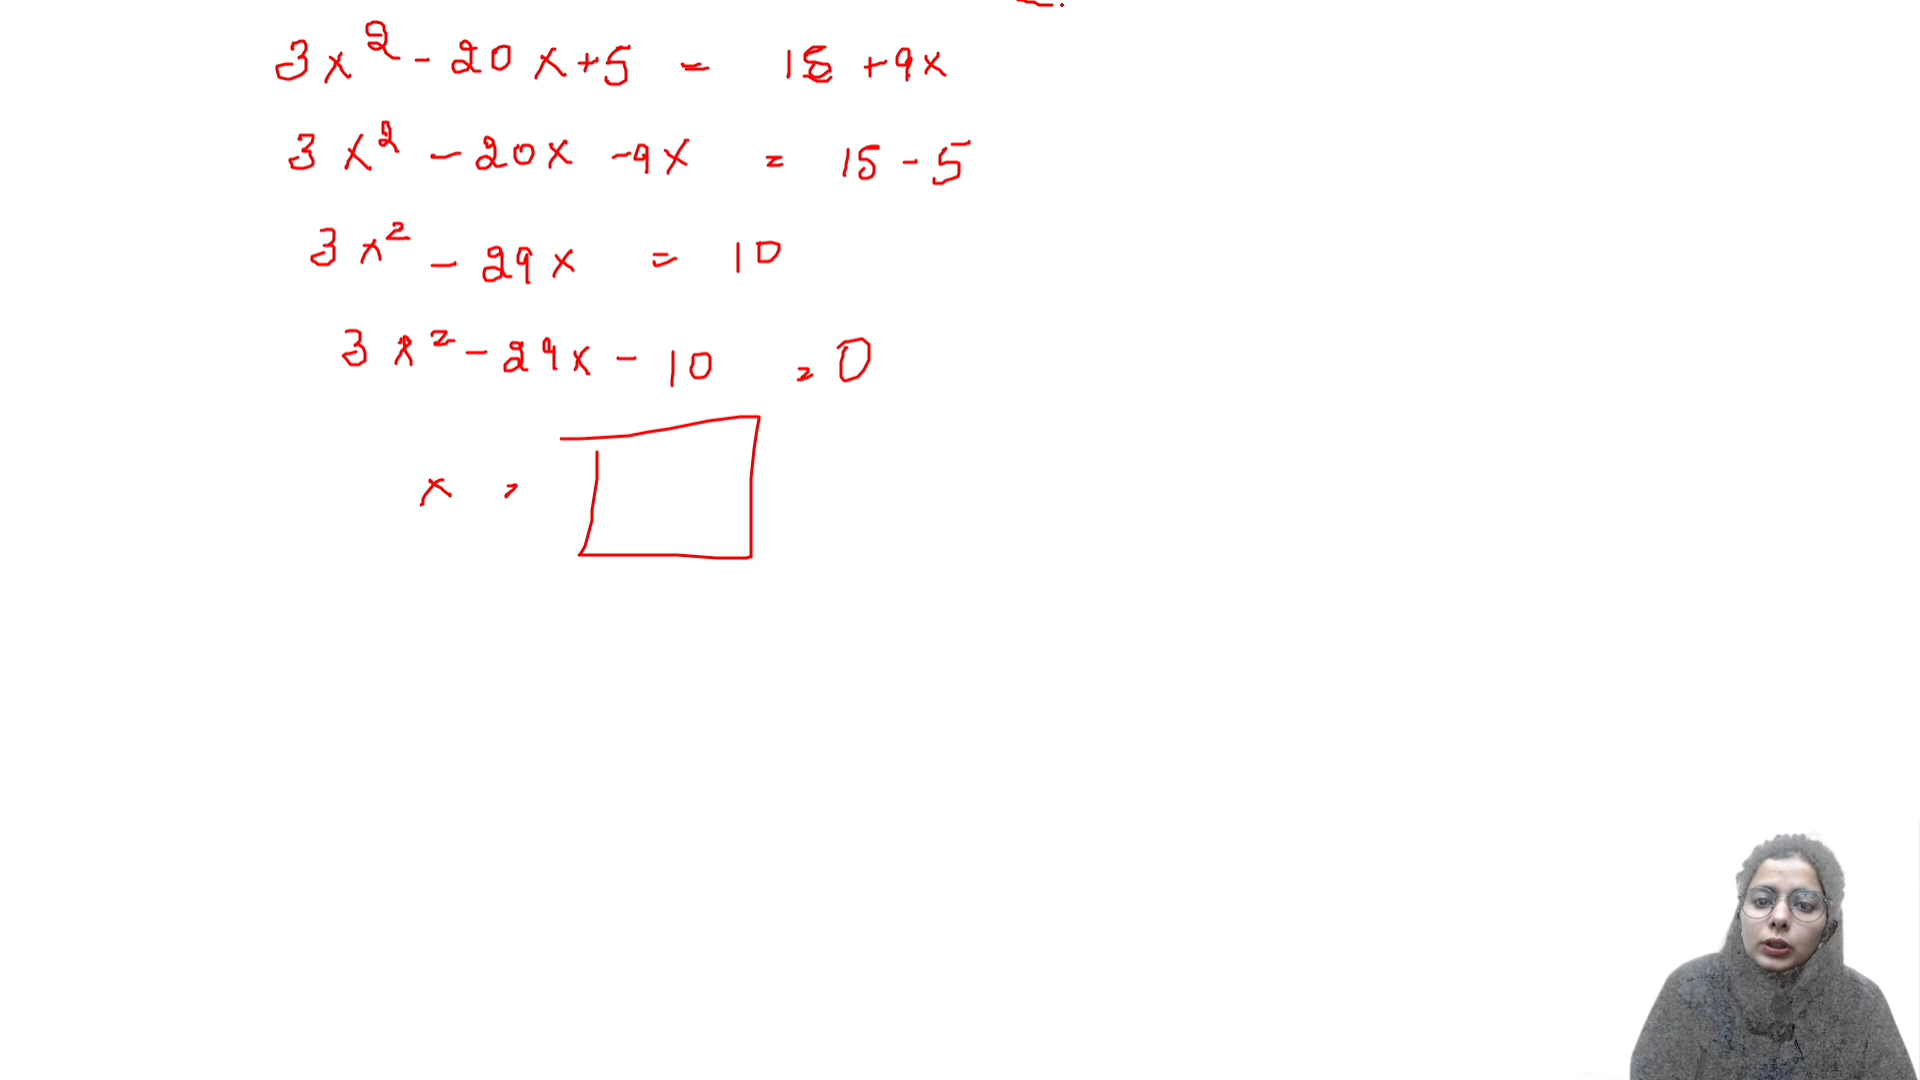 3x² - 20x + 5 = 15 + 9x
3x² - 20x - 9x = 15 - 5
3x² - 29x = 10
3x² - 29x - 10 = 0
x =